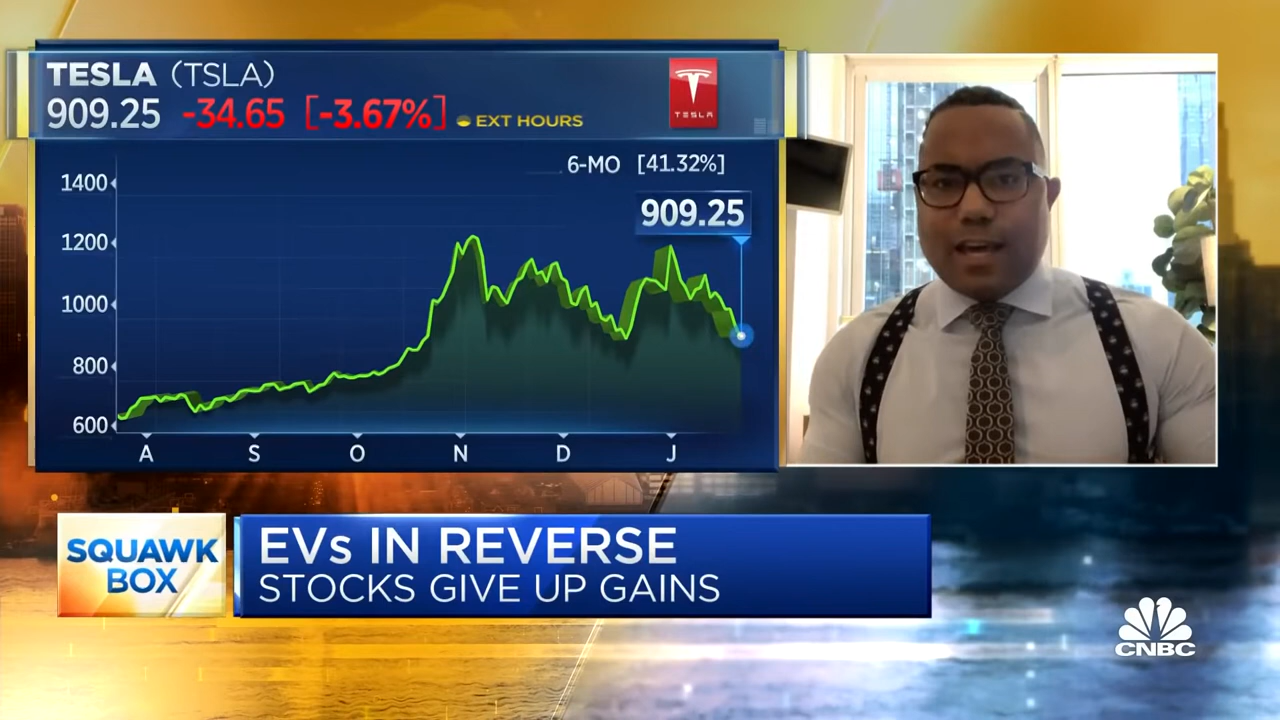 TESLA (TSLA)
909.25 -34.65 [-3.67%] EXT HOURS
TESLA
6-MO [41.32%]
909.25
1400
1200
1000
800
600
A S O N D J
SQUAWK
BOX
EVs IN REVERSE
STOCKS GIVE UP GAINS
CNBC